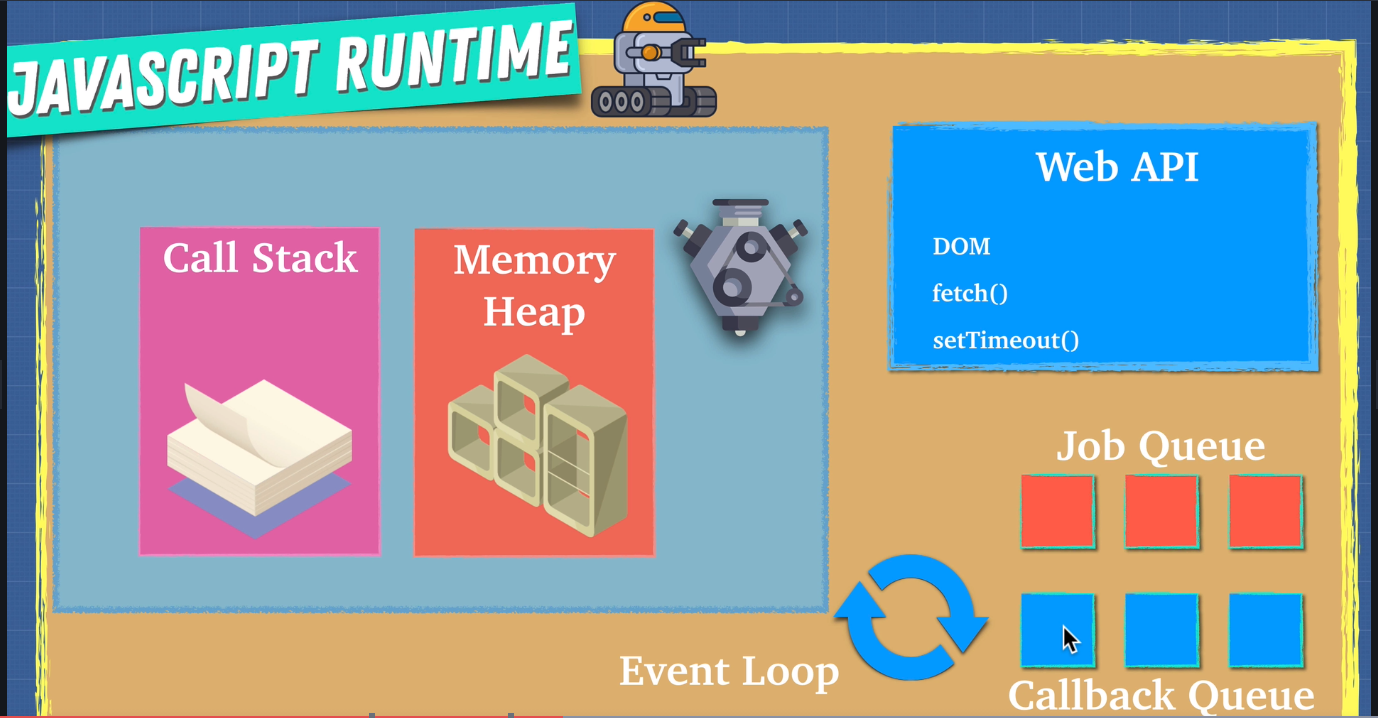 JAVASCRIPT RUNTIME
Call Stack
Memory
Heap
Web API
DOM
fetch()
setTimeout()
Job Queue
Event Loop
Callback Queue